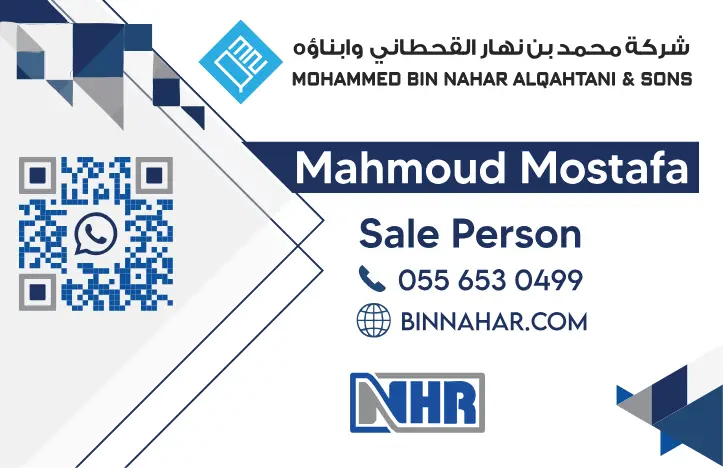 شركة محمد بن نهار القحطاني وابناؤه
MOHAMMED BIN NAHAR ALQAHTANI & SONS
Mahmoud Mostafa
Sale Person
055 653 0499
BINNAHAR.COM
NHR